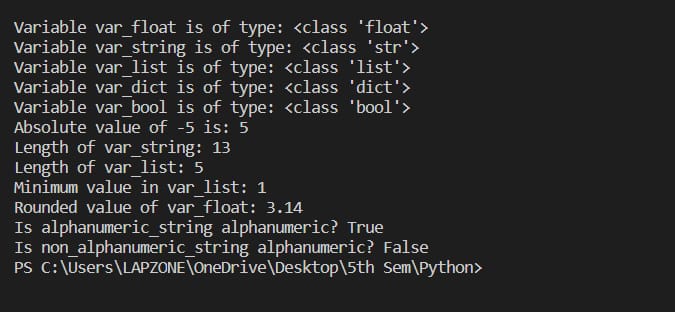 Variable var_float is of type: <class 'float'>
Variable var_string is of type: <class 'str'>
Variable var_list is of type: <class 'list'>
Variable var_dict is of type: <class 'dict'>
Variable var_bool is of type: <class 'bool'>
Absolute value of -5 is: 5
Length of var_string: 13
Length of var_list: 5
Minimum value in var_list: 1
Rounded value of var_float: 3.14
Is alphanumeric_string alphanumeric? True
Is non_alphanumeric_string alphanumeric? False
PS C:\Users\LAPZONE\OneDrive\Desktop\5th Sem\Python>